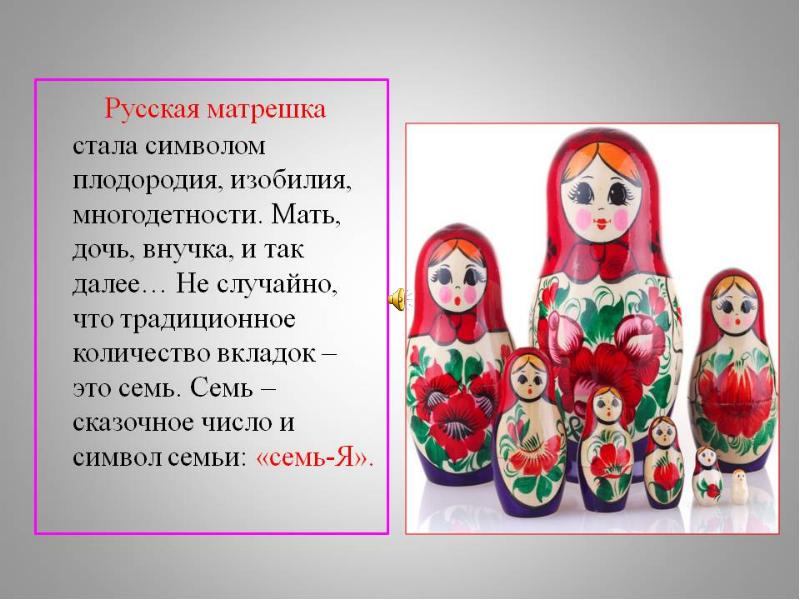 Русская матрешка
стала символом
плодородия, изобилия,
многодетности. Мать,
дочь, внучка, и так
далее… Не случайно,
что традиционное
количество вкладок –
это семь. Семь –
сказочное число и
символ семьи: «семь-Я».